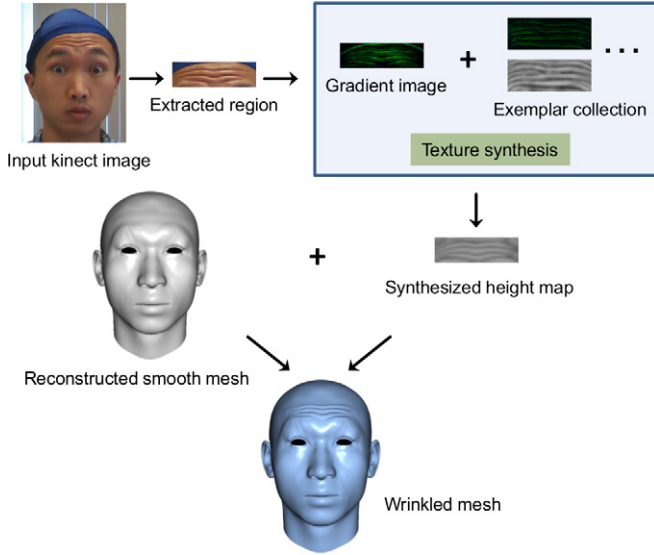 Extracted region
Input kinect image
Gradient image
+
...
Exemplar collection
Texture synthesis
+
Synthesized height map
Reconstructed smooth mesh
Wrinkled mesh